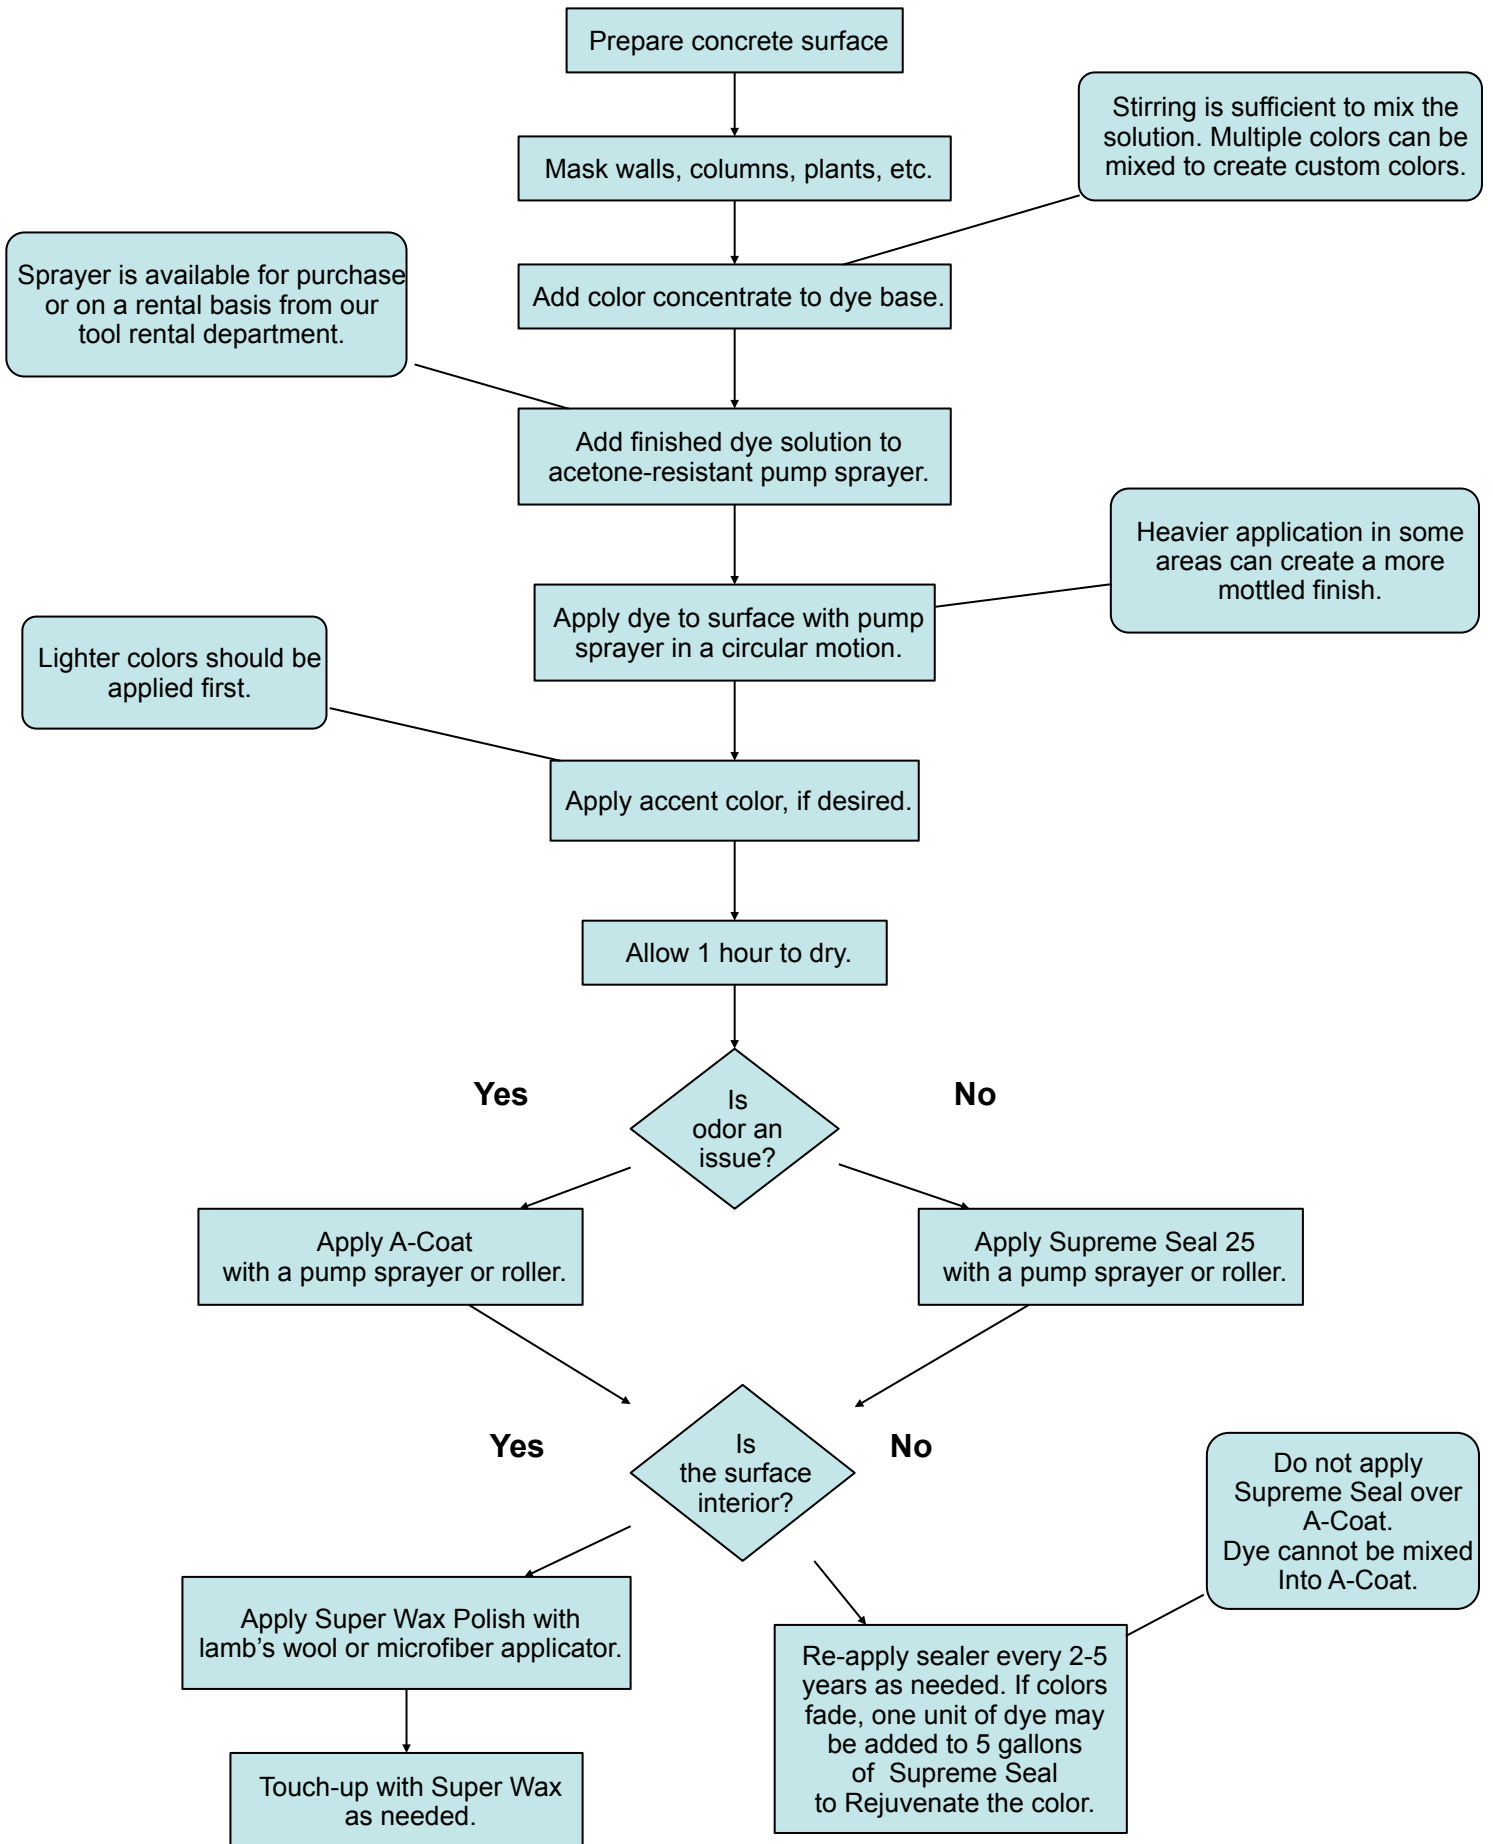 Prepare concrete surface
Stirring is sufficient to mix the
solution. Multiple colors can be
mixed to create custom colors.
Mask walls, columns, plants, etc.
Sprayer is available for purchase
or on a rental basis from our
tool rental department.
Add color concentrate to dye base.
Add finished dye solution to
acetone-resistant pump sprayer.
Heavier application in some
areas can create a more
mottled finish.
Apply dye to surface with pump
sprayer in a circular motion.
Lighter colors should be
applied first.
Apply accent color, if desired.
Allow 1 hour to dry.
Yes
No
Is
odor an
issue?
Apply A-Coat
with a pump sprayer or roller.
Apply Supreme Seal 25
with a pump sprayer or roller.
Yes
No
Is
the surface
interior?
Do not apply
Supreme Seal over
A-Coat.
Dye cannot be mixed
Into A-Coat.
Apply Super Wax Polish with
lamb’s wool or microfiber applicator.
Re-apply sealer every 2-5
years as needed. If colors
fade, one unit of dye may
be added to 5 gallons
of  Supreme Seal
to Rejuvenate the color.
Touch-up with Super Wax
as needed.